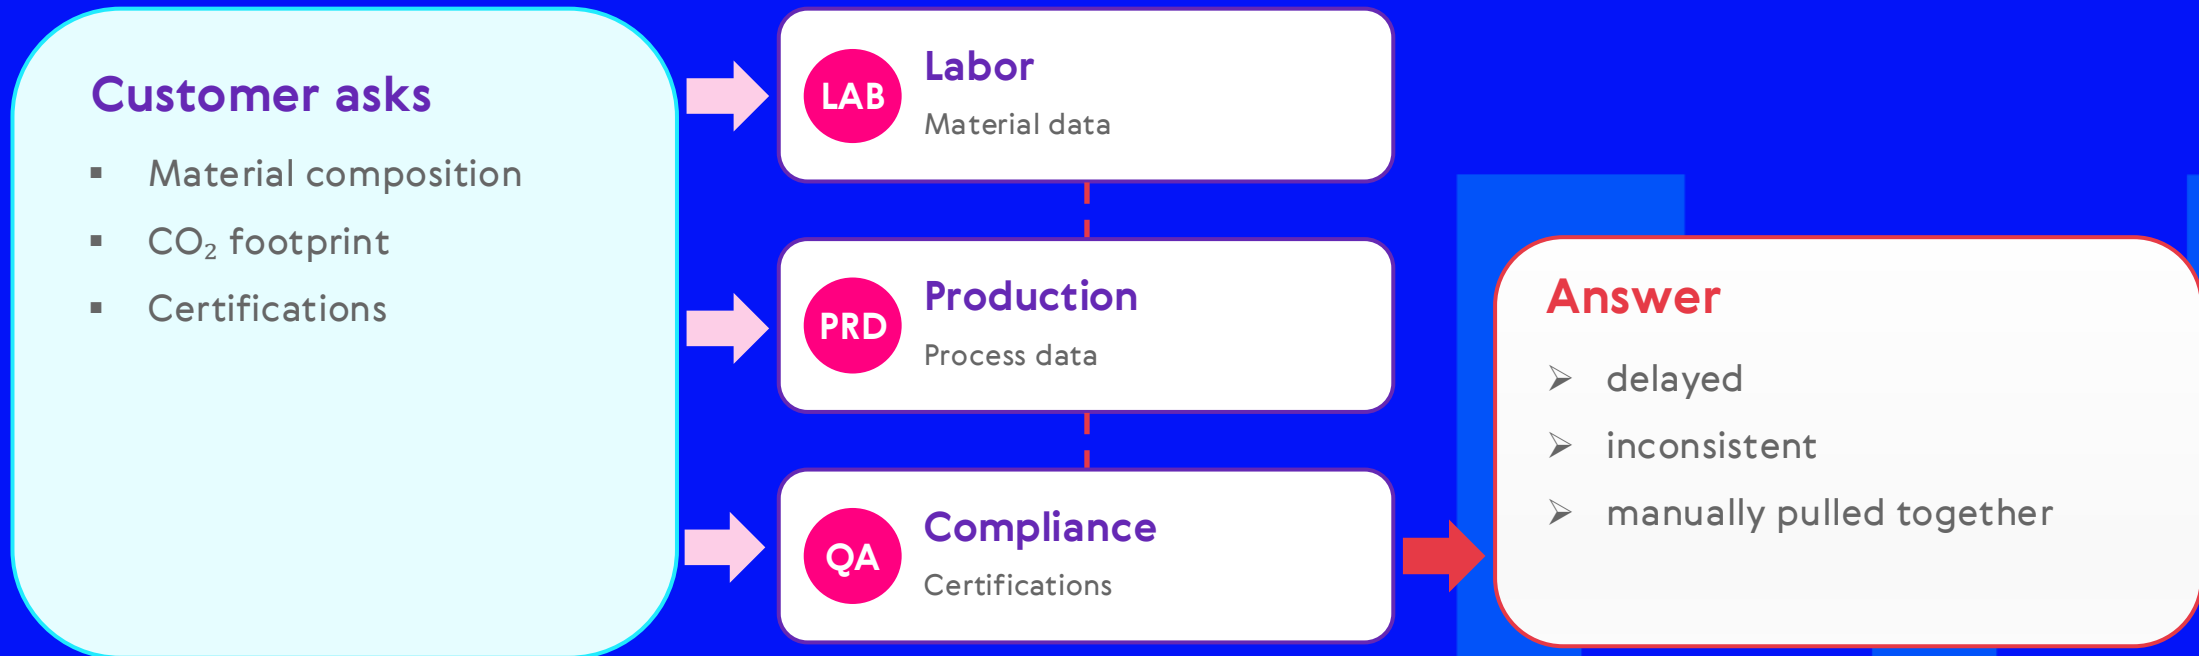 Customer asks
▪ Material composition
▪ CO₂ footprint
▪ Certifications
LAB
Labor
Material data
PRD
Production
Process data
QA
Compliance
Certifications
Answer
➢ delayed
➢ inconsistent
➢ manually pulled together